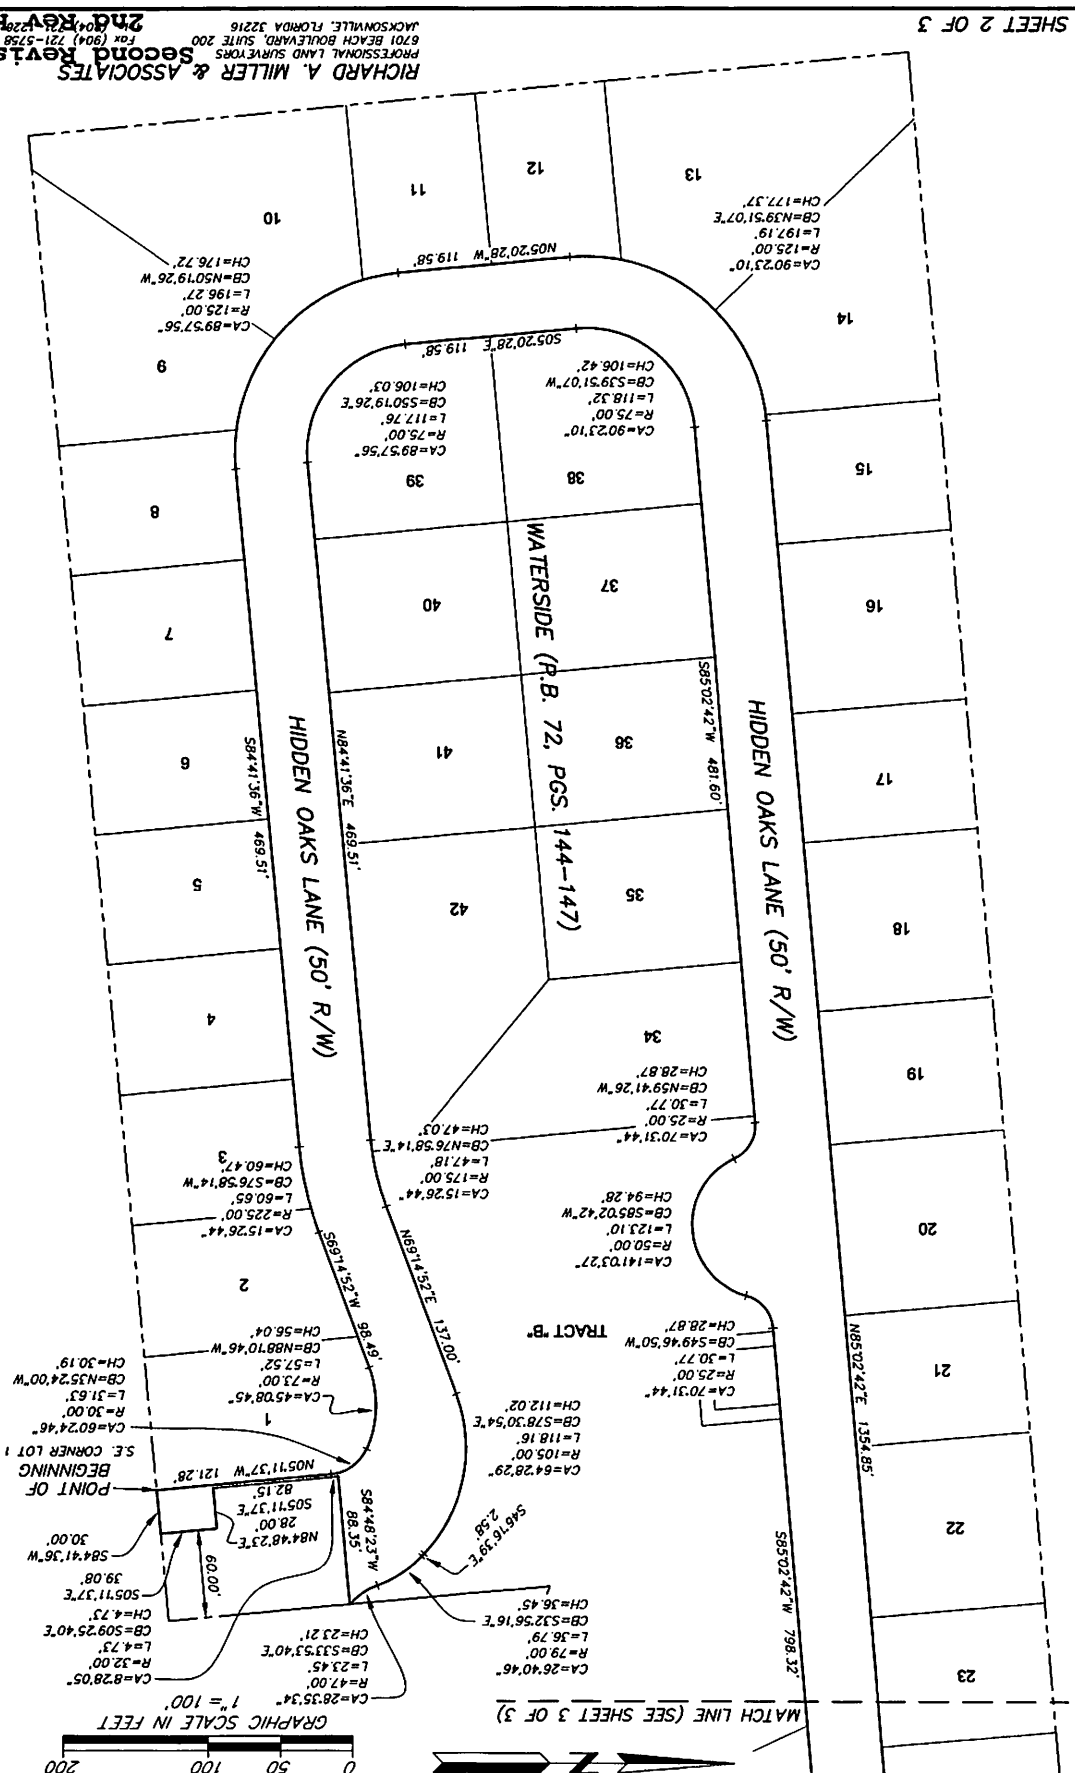 0 50 100 200
GRAPHIC SCALE IN FEET
1"= 100'
MATCH LINE (SEE SHEET 3 OF 3)
CA=28°35'34"
R=47.00'
L=23.45'
CB=S33°53'40"E
CH=23.21'
CA=26°40'46"
R=79.00'
L=36.79'
CB=S32°56'16"E
CH=36.45'
CA=8°28'05"
R=32.00'
L=4.73'
CB=S09°25'40"E
CH=4.73'
S05°11'37"E
39.08'
S84°41'36"W
30.00'
60.00'
N84°48'23"E
28.00'
S05°11'37"E
82.15'
S84°48'23"W
88.35'
S46°16'39"E
2.58'
POINT OF
BEGINNING
S.E. CORNER LOT 1
N05°11'37"W 121.28'
CA=60°24'46"
R=30.00'
L=31.63'
CB=N35°24'00"W
CH=30.19'
CA=64°28'29"
R=105.00'
L=118.16'
CB=S78°30'54"E
CH=112.02'
CA=45°08'45"
R=73.00'
L=57.52'
CB=N88°10'46"W
CH=56.04'
CA=70°31'44"
R=25.00'
L=30.77'
CB=S49°46'50"W
CH=28.87'
TRACT "B"
S69°14'52"W 98.49'
N69°14'52"E 137.00'
S85°02'42"W 798.32'
N85°02'42"E 1354.85'
CA=141°03'27"
R=50.00'
L=123.10'
CB=S85°02'42"W
CH=94.28'
CA=15°26'44"
R=225.00'
L=60.65'
CB=S76°58'14"W
CH=60.47'
CA=15°26'44"
R=175.00'
L=47.18'
CB=N76°58'14"E
CH=47.03'
CA=70°31'44"
R=25.00'
L=30.77'
CB=N59°41'26"W
CH=28.87'
23
22
21
20
19
18
17
16
15
14
13
12
11
10
9
8
7
6
5
4
3
2
1
34
35
36
37
38
39
40
41
42
HIDDEN OAKS LANE (50' R/W)
HIDDEN OAKS LANE (50' R/W)
WATERSIDE (P.B. 72, PGS. 144-147)
S84°41'36"W 469.51'
N84°41'36"E 469.51'
S85°02'42"W 481.60'
CA=89°57'56"
R=75.00'
L=117.76'
CB=S50°19'26"E
CH=106.03'
CA=90°23'10"
R=75.00'
L=118.32'
CB=S39°51'07"W
CH=106.42'
S05°20'28"E 119.58'
N05°20'28"W 119.58'
CA=89°57'56"
R=125.00'
L=196.27'
CB=N50°19'26"W
CH=176.72'
CA=90°23'10"
R=125.00'
L=197.19'
CB=N39°51'07"E
CH=177.37'
RICHARD A. MILLER & ASSOCIATES
PROFESSIONAL LAND SURVEYORS
6701 BEACH BOULEVARD, SUITE 200
JACKSONVILLE, FLORIDA 32216
Fax (904) 721-5758
SHEET 2 OF 3
2nd Rev
Second Revis